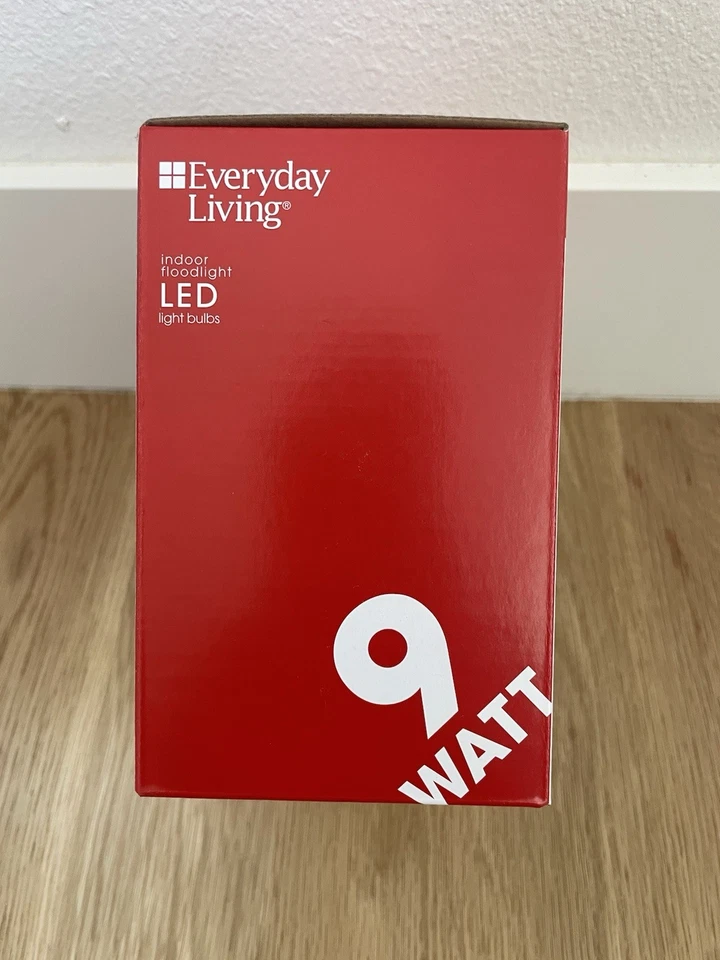 Everyday
Living®
indoor
floodlight
LED
light bulbs
9
WATT